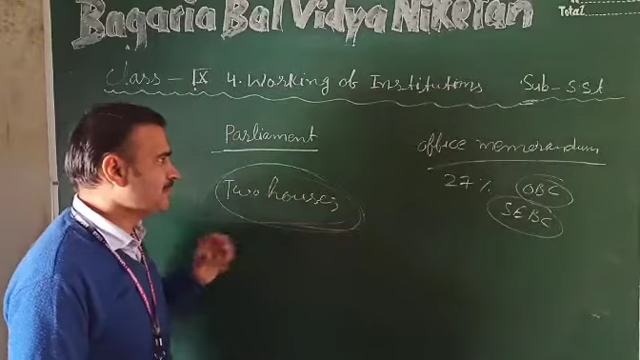 Bagaria Bal Vidya Niketan
Total
Class - IX 4. Working of Institutions Sub - SST
Parliament
office memorandum
Two houses
27% OBC
SEBC